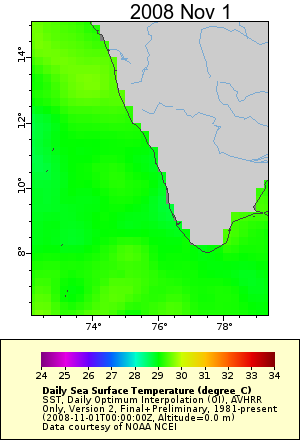 2008 Nov 1
14°
12°
10°
8°
74° 76° 78°
24 25 26 27 28 29 30 31 32 33 34
Daily Sea Surface Temperature (degree_C)
SST, Daily Optimum Interpolation (OI), AVHRR
Only, Version 2, Final+Preliminary, 1981-present
(2008-11-01T00:00:00Z, Altitude=0.0 m)
Data courtesy of NOAA NCEI